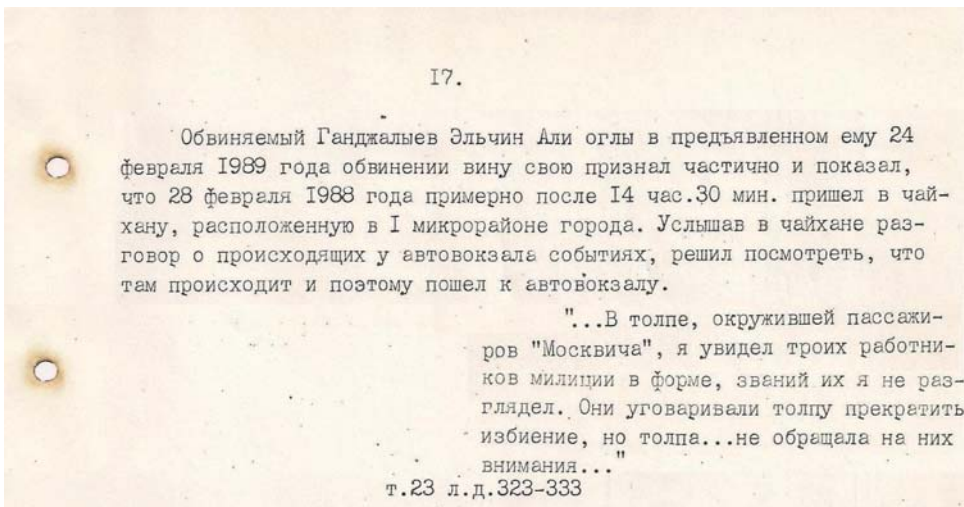 I7.
Обвиняемый Ганджалыев Эльчин Али оглы в предъявленном ему 24
февраля I989 года обвинении вину свою признал частично и показал,
что 28 февраля I988 года примерно после I4 час.30 мин. пришел в чай-
хану, расположенную в I микрорайоне города. Услышав в чайхане раз-
говор о происходящих у автовокзала событиях, решил посмотреть, что
там происходит и поэтому пошел к автовокзалу.
"...В толпе, окружившей пассажи-
ров "Москвича", я увидел троих работни-
ков милиции в форме, званий их я не раз-
глядел. Они уговаривали толпу прекратить
избиение, но толпа...не обращала на них
внимания..."
т.23 л.д.323-333